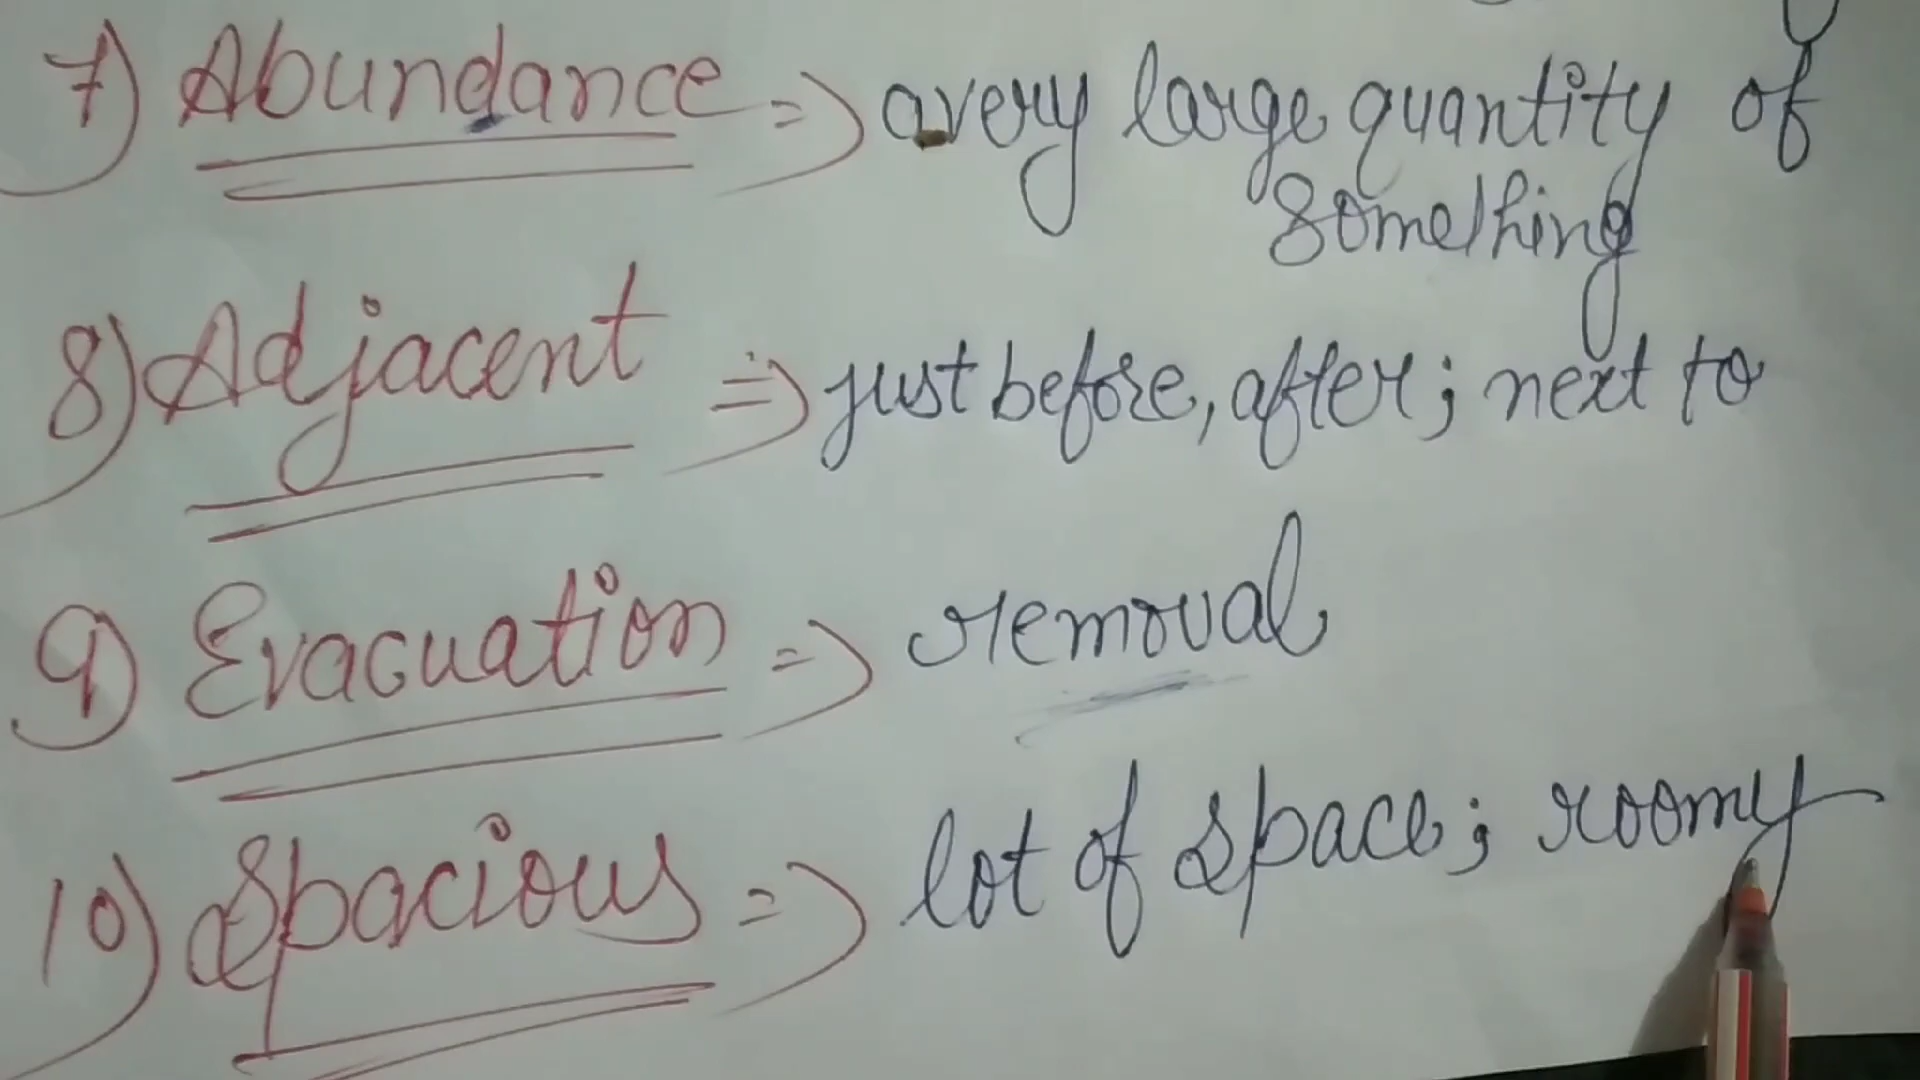 7) Abundance => a very large quantity of
something
8) Adjacent => just before, after; next to
9) Evacuation => removal
10) Spacious => lot of space; roomy